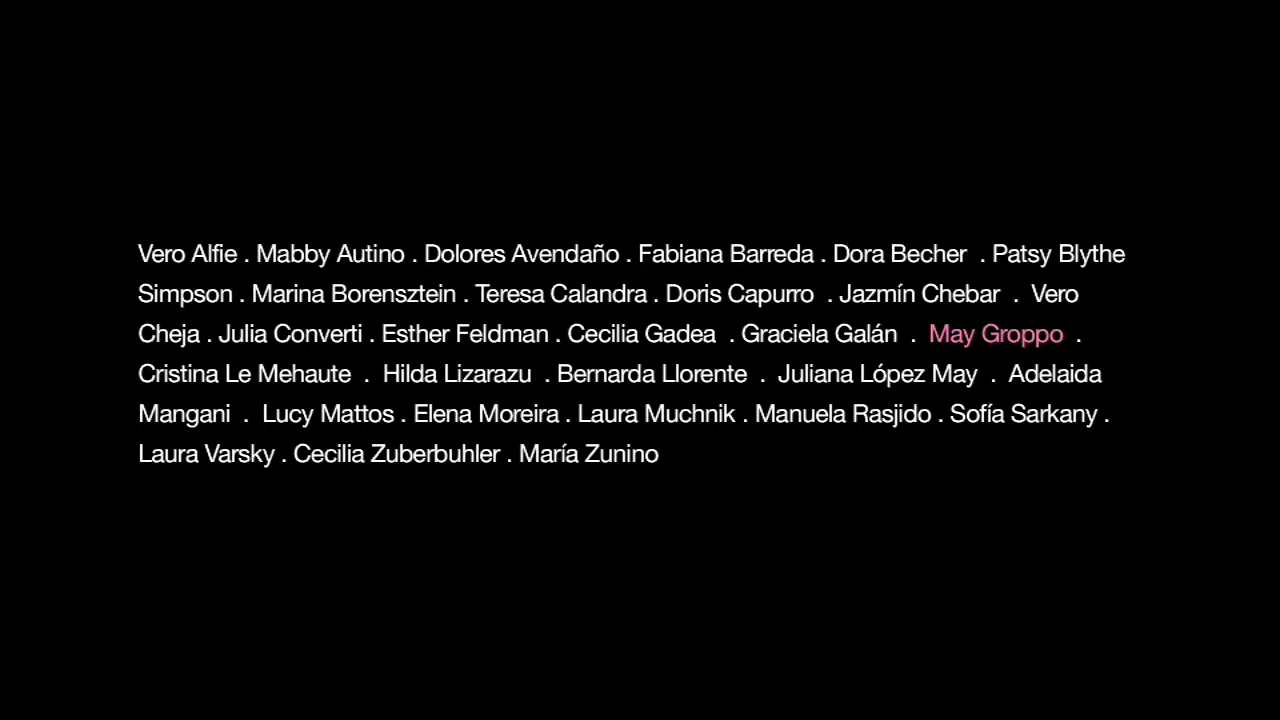 Vero Alfie . Mabby Autino . Dolores Avendaño . Fabiana Barreda . Dora Becher . Patsy Blythe
Simpson . Marina Borensztein . Teresa Calandra . Doris Capurro . Jazmín Chebar . Vero
Cheja . Julia Converti . Esther Feldman . Cecilia Gadea . Graciela Galán . May Groppo .
Cristina Le Mehaute . Hilda Lizarazu . Bernarda Llorente . Juliana López May . Adelaida
Mangani . Lucy Mattos . Elena Moreira . Laura Muchnik . Manuela Rasjido . Sofía Sarkany .
Laura Varsky . Cecilia Zuberbuhler . María Zunino